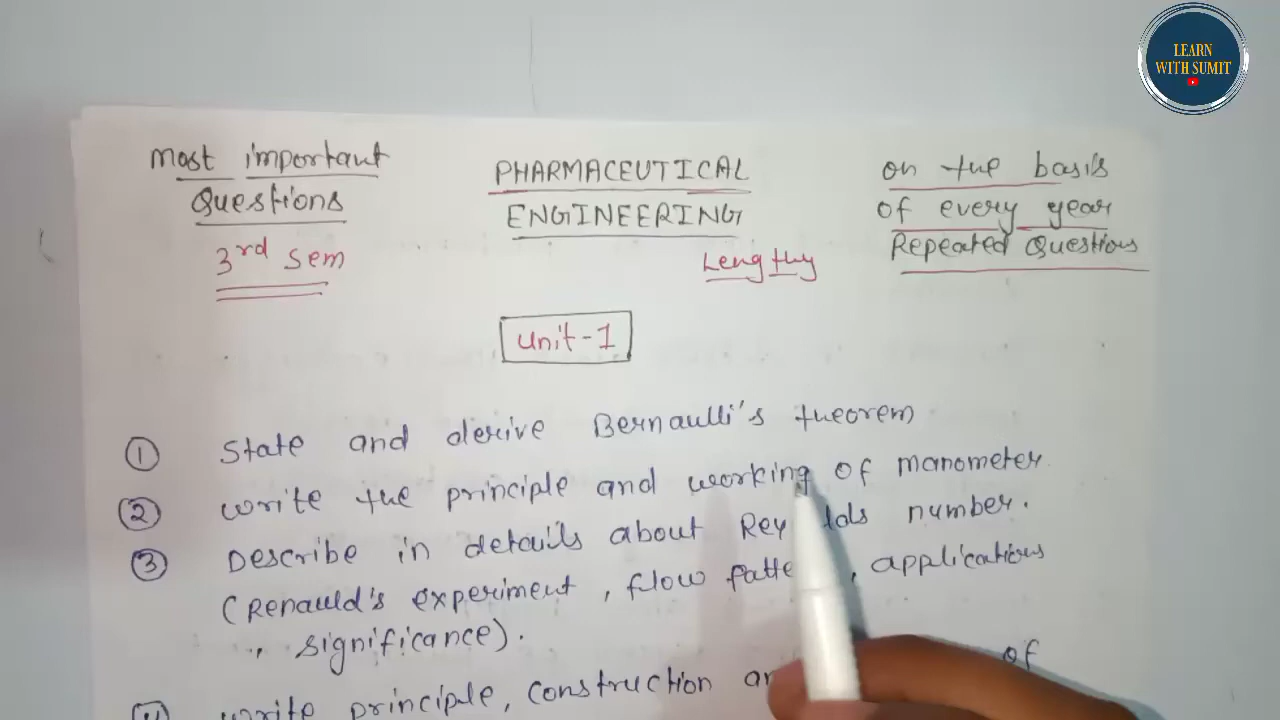 LEARN
WITH SUMIT
most important
Questions
3rd sem
PHARMACEUTICAL
ENGINEERING
Lengthy
on the basis
of every year
Repeated Questions
Unit-1
① State and derive Bernaulli's theorem
② write the principle and working of manometer
③ Describe in details about number.
(Renauld's experiment, flow , applications
, significance).
④ write principle, construction of